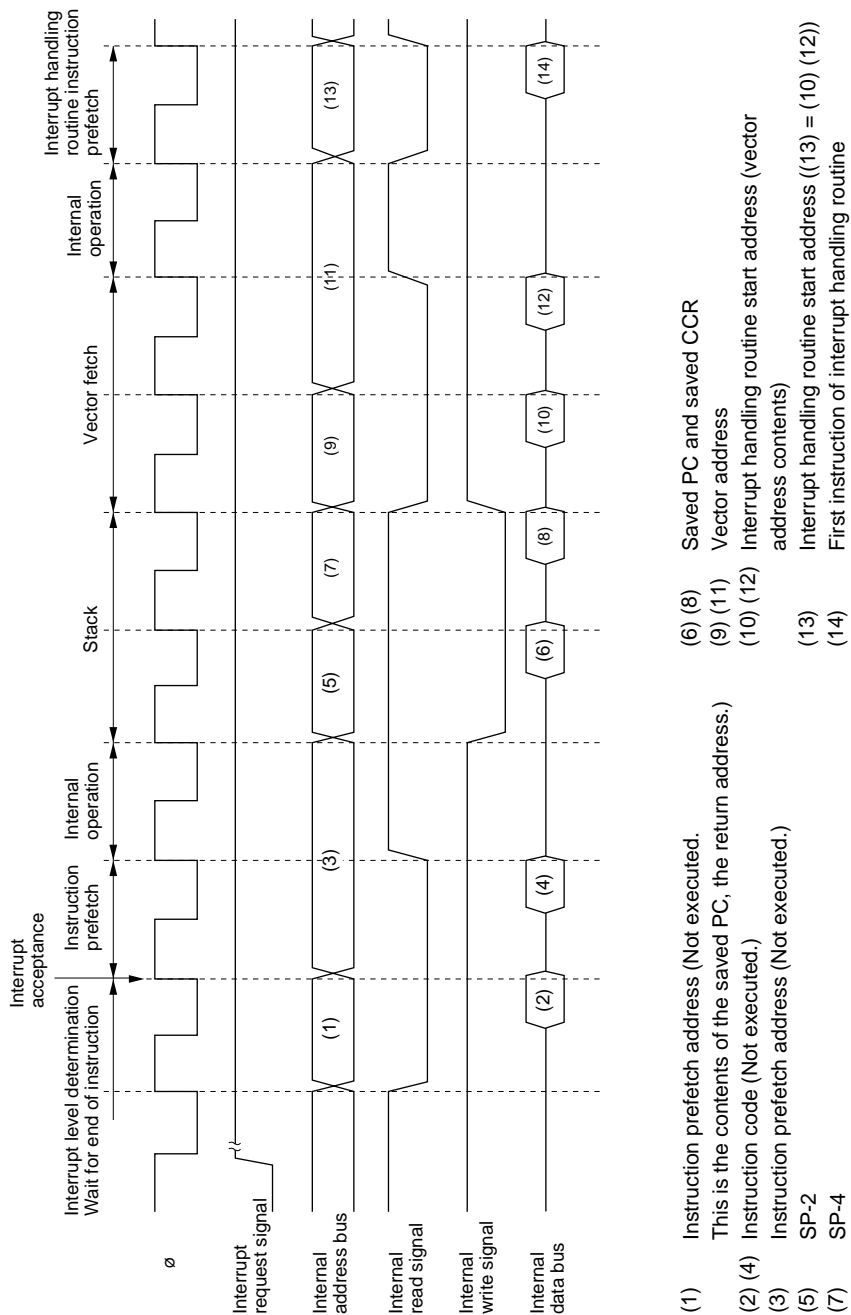 Interrupt
acceptance
Interrupt level determination
Wait for end of instruction
Instruction
prefetch
Internal
operation
Stack
Vector fetch
Internal
operation
Interrupt handling
routine instruction
prefetch
ø
Interrupt
request signal
Internal
address bus
(1)
(3)
(5)
(7)
(9)
(11)
(13)
Internal
read signal
Internal
write signal
Internal
data bus
(2)
(4)
(6)
(8)
(10)
(12)
(14)
(1) Instruction prefetch address (Not executed.
This is the contents of the saved PC, the return address.)
(2) (4) Instruction code (Not executed.)
(3) Instruction prefetch address (Not executed.)
(5) SP-2
(7) SP-4
(6) (8) Saved PC and saved CCR
(9) (11) Vector address
(10) (12) Interrupt handling routine start address (vector
address contents)
(13) Interrupt handling routine start address ((13) = (10) (12))
(14) First instruction of interrupt handling routine